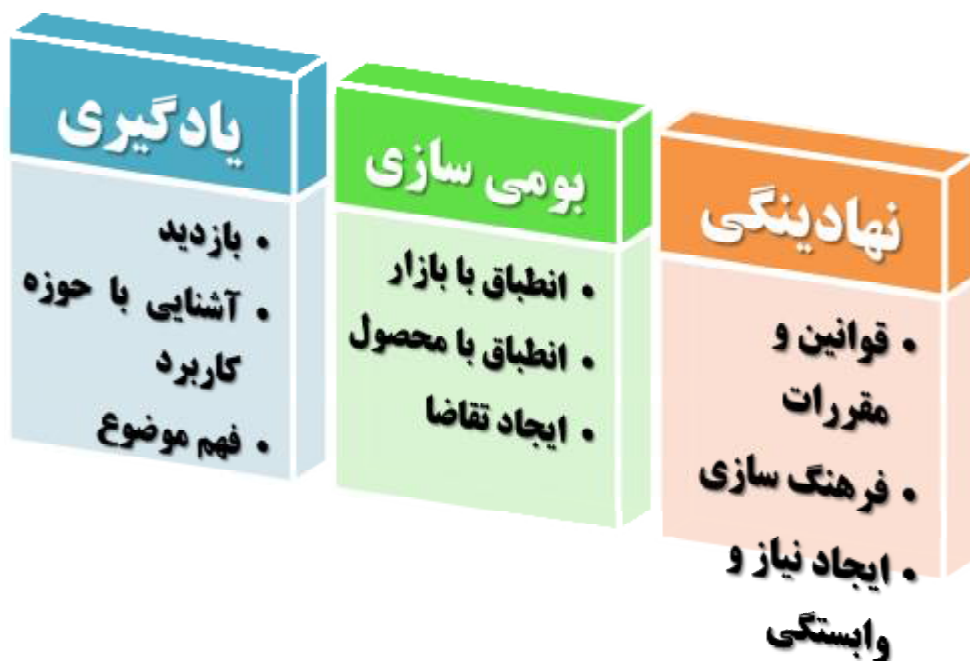 یادگیری
• بازدید
• آشنایی با حوزه
کاربرد
• فهم موضوع
بومی سازی
• انطباق با بازار
• انطباق با محصول
• ایجاد تقاضا
نهادینگی
• قوانین و
مقررات
• فرهنگ سازی
• ایجاد نیاز و
وابستگی